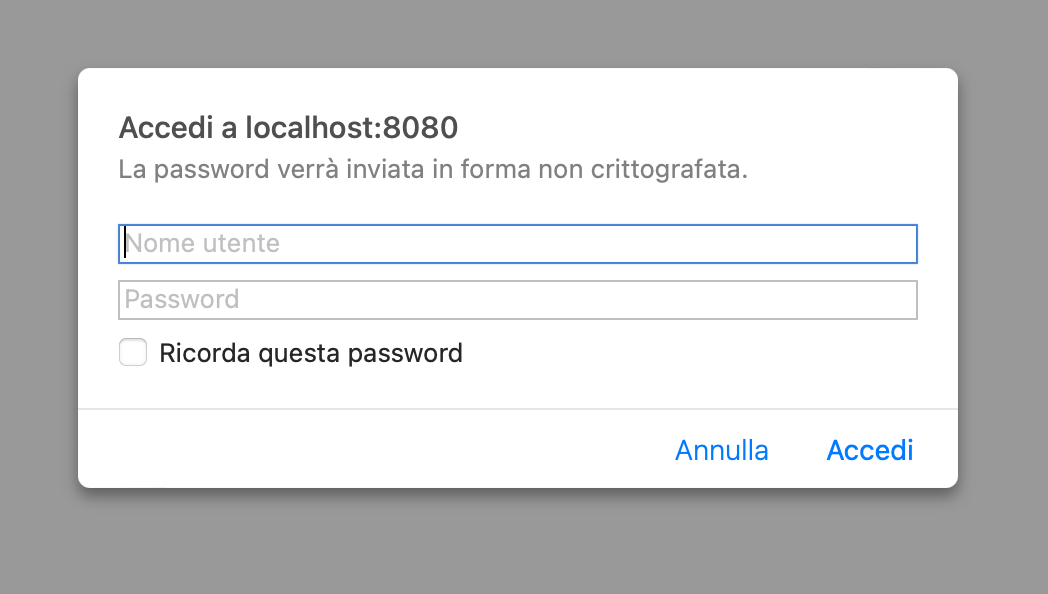 Accedi a localhost:8080
La password verrà inviata in forma non crittografata.
Nome utente
Password
Ricorda questa password
Annulla Accedi